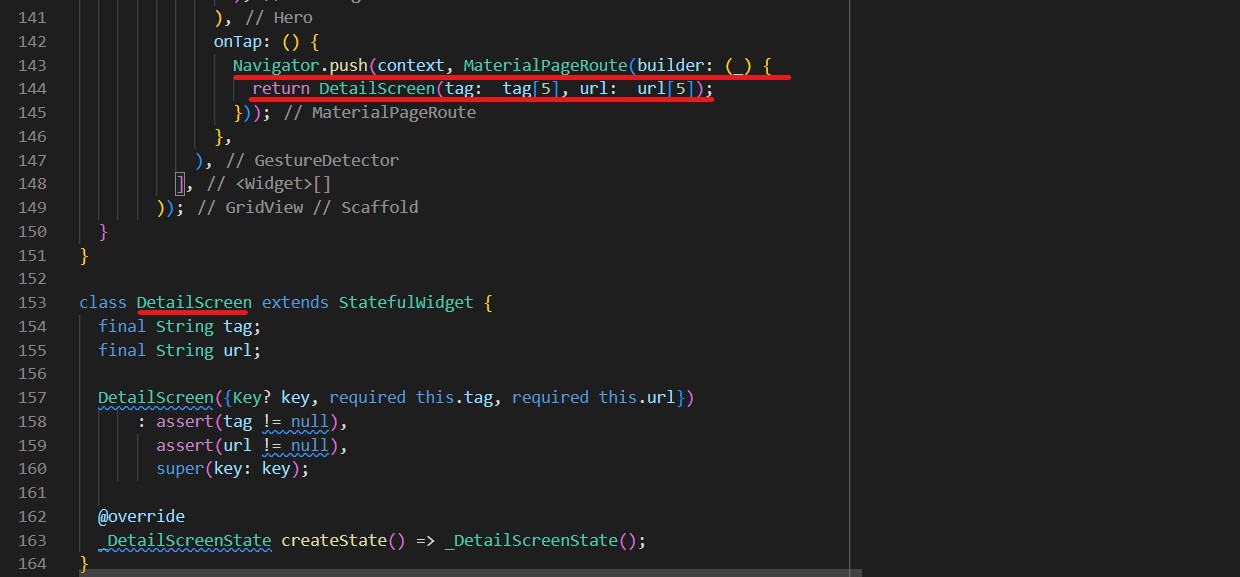 141 ), // Hero
142 onTap: () {
143 Navigator.push(context, MaterialPageRoute(builder: (_) {
144 return DetailScreen(tag:  tag[5], url:  url[5]);
145 })); // MaterialPageRoute
146 },
147 ), // GestureDetector
148 ], // <Widget>[]
149 )); // GridView // Scaffold
150 }
151 }
152
153 class DetailScreen extends StatefulWidget {
154 final String tag;
155 final String url;
156
157 DetailScreen({Key? key, required this.tag, required this.url})
158 : assert(tag != null),
159 assert(url != null),
160 super(key: key);
161
162 @override
163 _DetailScreenState createState() => _DetailScreenState();
164 }